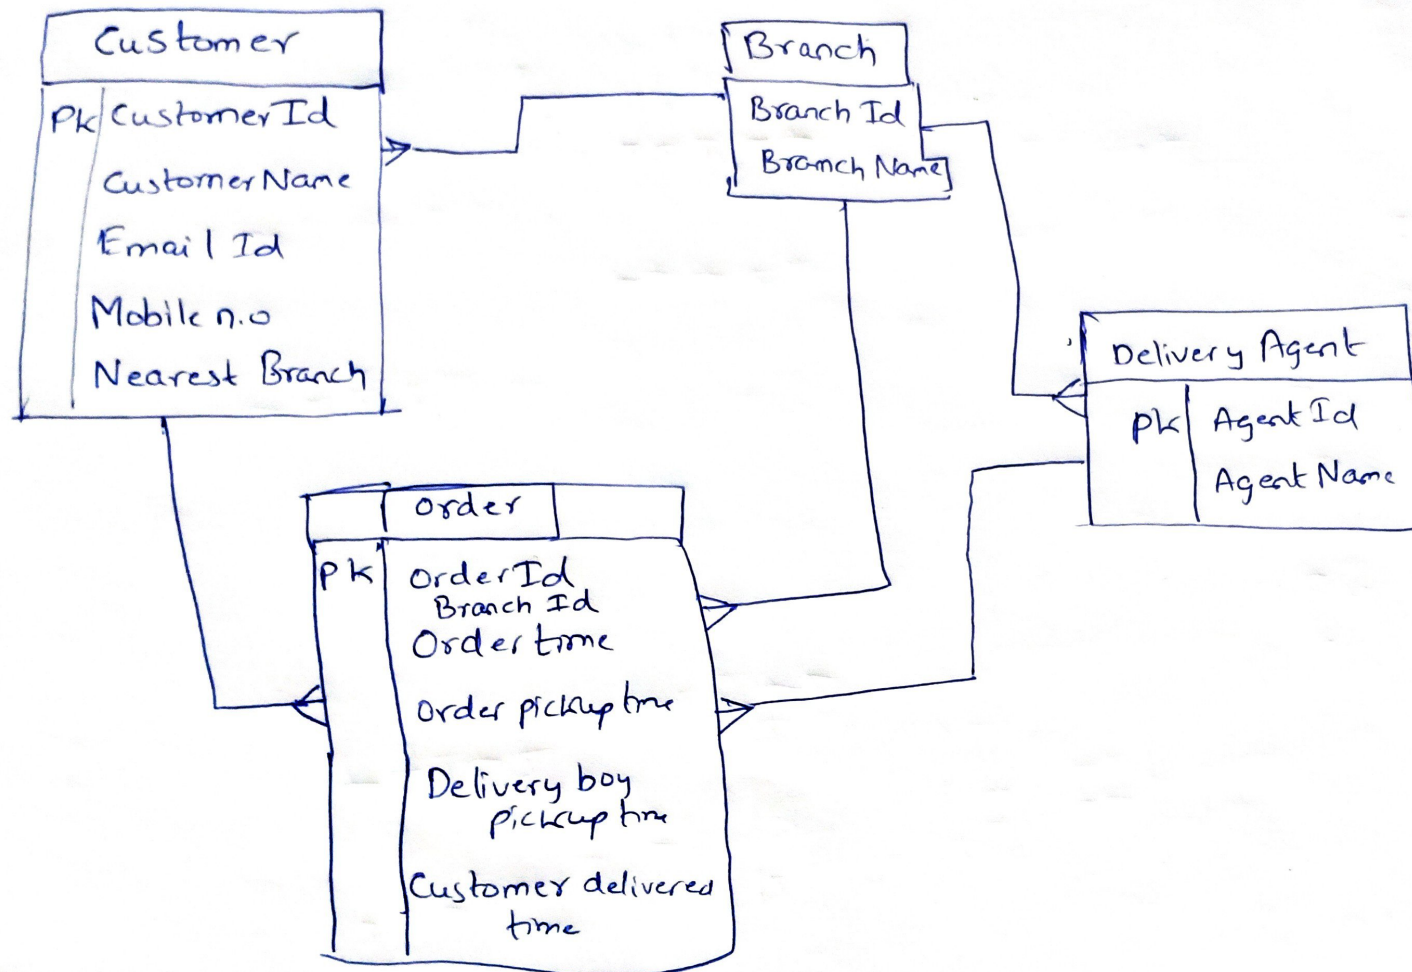 Customer
Pk CustomerId
CustomerName
Email Id
Mobile n.o
Nearest Branch
Branch
Branch Id
Branch Name
Delivery Agent
pk Agent Id
Agent Name
order
pk OrderId
Branch Id
Order time
Order pickup time
Delivery boy
pickup time
Customer delivered
time